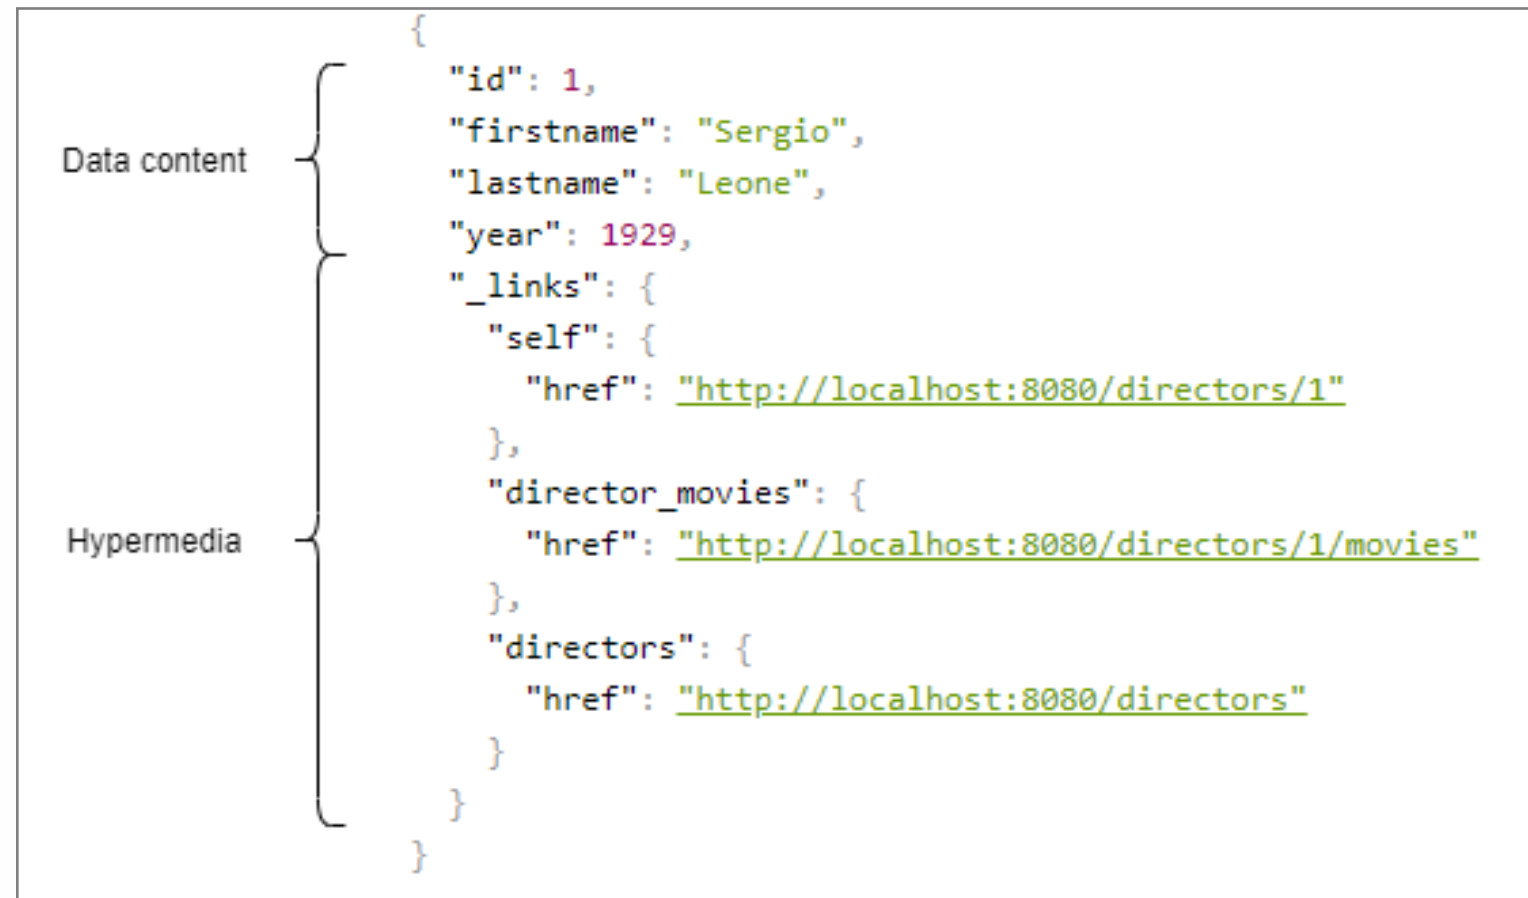 {
"id": 1,
"firstname": "Sergio",
Data content
"lastname": "Leone",
"year": 1929,
"_links": {
"self": {
"href": "http://localhost:8080/directors/1"
},
"director_movies": {
Hypermedia
"href": "http://localhost:8080/directors/1/movies"
},
"directors": {
"href": "http://localhost:8080/directors"
}
}
}